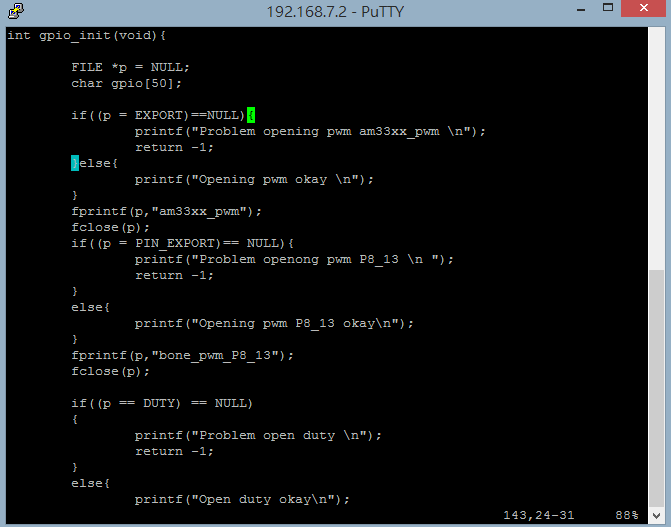 192.168.7.2 - PuTTY
int gpio_init(void){
FILE *p = NULL;
char gpio[50];
if((p = EXPORT)==NULL){
printf("Problem opening pwm am33xx_pwm \n");
return -1;
}else{
printf("Opening pwm okay \n");
}
fprintf(p,"am33xx_pwm");
fclose(p);
if((p = PIN_EXPORT)== NULL){
printf("Problem openong pwm P8_13 \n ");
return -1;
}
else{
printf("Opening pwm P8_13 okay\n");
}
fprintf(p,"bone_pwm_P8_13");
fclose(p);
if((p == DUTY) == NULL)
{
printf("Problem open duty \n");
return -1;
}
else{
printf("Open duty okay\n");
143,24-31 88%